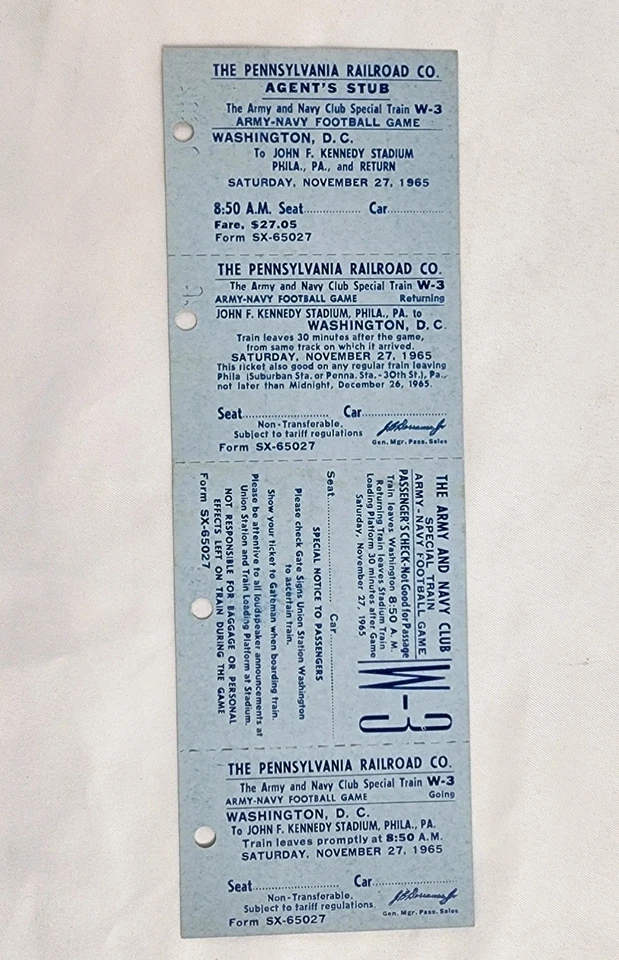 THE PENNSYLVANIA RAILROAD CO.
AGENT'S STUB
The Army and Navy Club Special Train W-3
ARMY-NAVY FOOTBALL GAME
WASHINGTON, D. C.
To JOHN F. KENNEDY STADIUM
PHILA., PA., and RETURN
SATURDAY, NOVEMBER 27, 1965
8:50 A.M. Seat............... Car...............
Fare, $27.05
Form SX-65027
THE PENNSYLVANIA RAILROAD CO.
The Army and Navy Club Special Train W-3
ARMY-NAVY FOOTBALL GAME Returning
JOHN F. KENNEDY STADIUM, PHILA., PA. to
WASHINGTON, D. C.
Train leaves 30 minutes after the game,
from same track on which it arrived.
SATURDAY, NOVEMBER 27, 1965
This ticket also good on any regular train leaving
Phila (Suburban Sta. or Penna. Sta. - 30th St.), Pa.,
not later than Midnight, December 26, 1965.
Seat............... Car...............
Non-Transferable.
Subject to tariff regulations
Gen. Mgr. Pass. Sales
Form SX-65027
THE ARMY AND NAVY CLUB
SPECIAL TRAIN
ARMY-NAVY FOOTBALL GAME
W-3
PASSENGER'S CHECK-Not Good for Passage
Train leaves Washington 8:50 A. M.
Returning Train leaves Stadium Train
Loading Platform 30 minutes after Game
Saturday, November 27, 1965
Seat............... Car...............
SPECIAL NOTICE TO PASSENGERS
Please check Gate Signs Union Station Washington
to ascertain train.
Show your ticket to Gateman when boarding train.
Please be attentive to all loudspeaker announcements at
Union Station and Train Loading Platform at Stadium.
NOT RESPONSIBLE FOR BAGGAGE OR PERSONAL
EFFECTS LEFT ON TRAIN DURING THE GAME
Form SX-65027
THE PENNSYLVANIA RAILROAD CO.
The Army and Navy Club Special Train W-3
ARMY-NAVY FOOTBALL GAME Going
WASHINGTON, D. C.
To JOHN F. KENNEDY STADIUM, PHILA., PA.
Train leaves promptly at 8:50 A.M.
SATURDAY, NOVEMBER 27, 1965
Seat............... Car...............
Non-Transferable.
Subject to tariff regulations.
Gen. Mgr. Pass. Sales
Form SX-65027